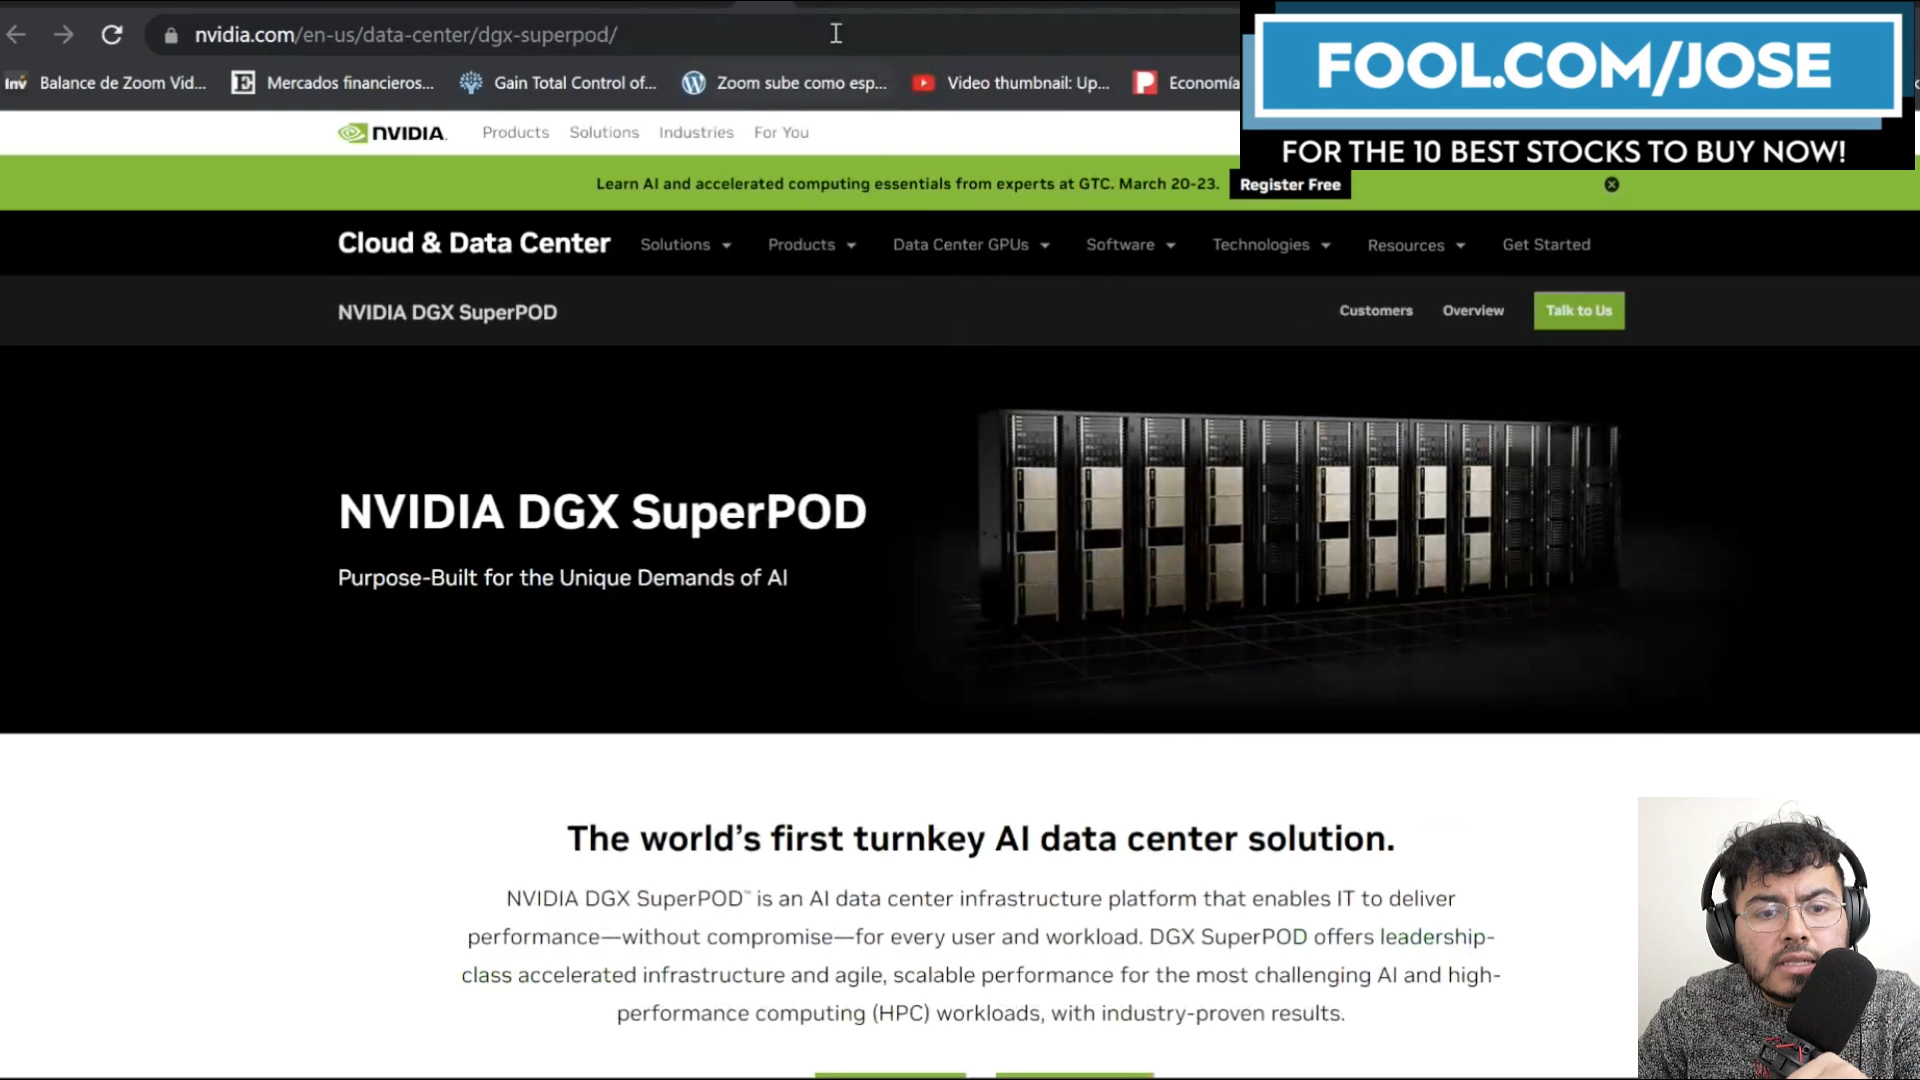 nvidia.com/en-us/data-center/dgx-superpod/
FOOL.COM/JOSE
FOR THE 10 BEST STOCKS TO BUY NOW!
inv Balance de Zoom Vid... E Mercados financieros... Gain Total Control of... Zoom sube como esp... Video thumbnail: Up... P Economía
NVIDIA. Products Solutions Industries For You
Learn AI and accelerated computing essentials from experts at GTC. March 20-23. Register Free
Cloud & Data Center Solutions Products Data Center GPUs Software Technologies Resources Get Started
NVIDIA DGX SuperPOD Customers Overview Talk to Us
NVIDIA DGX SuperPOD
Purpose-Built for the Unique Demands of AI
The world's first turnkey AI data center solution.
NVIDIA DGX SuperPOD™ is an AI data center infrastructure platform that enables IT to deliver
performance—without compromise—for every user and workload. DGX SuperPOD offers leadership-
class accelerated infrastructure and agile, scalable performance for the most challenging AI and high-
performance computing (HPC) workloads, with industry-proven results.